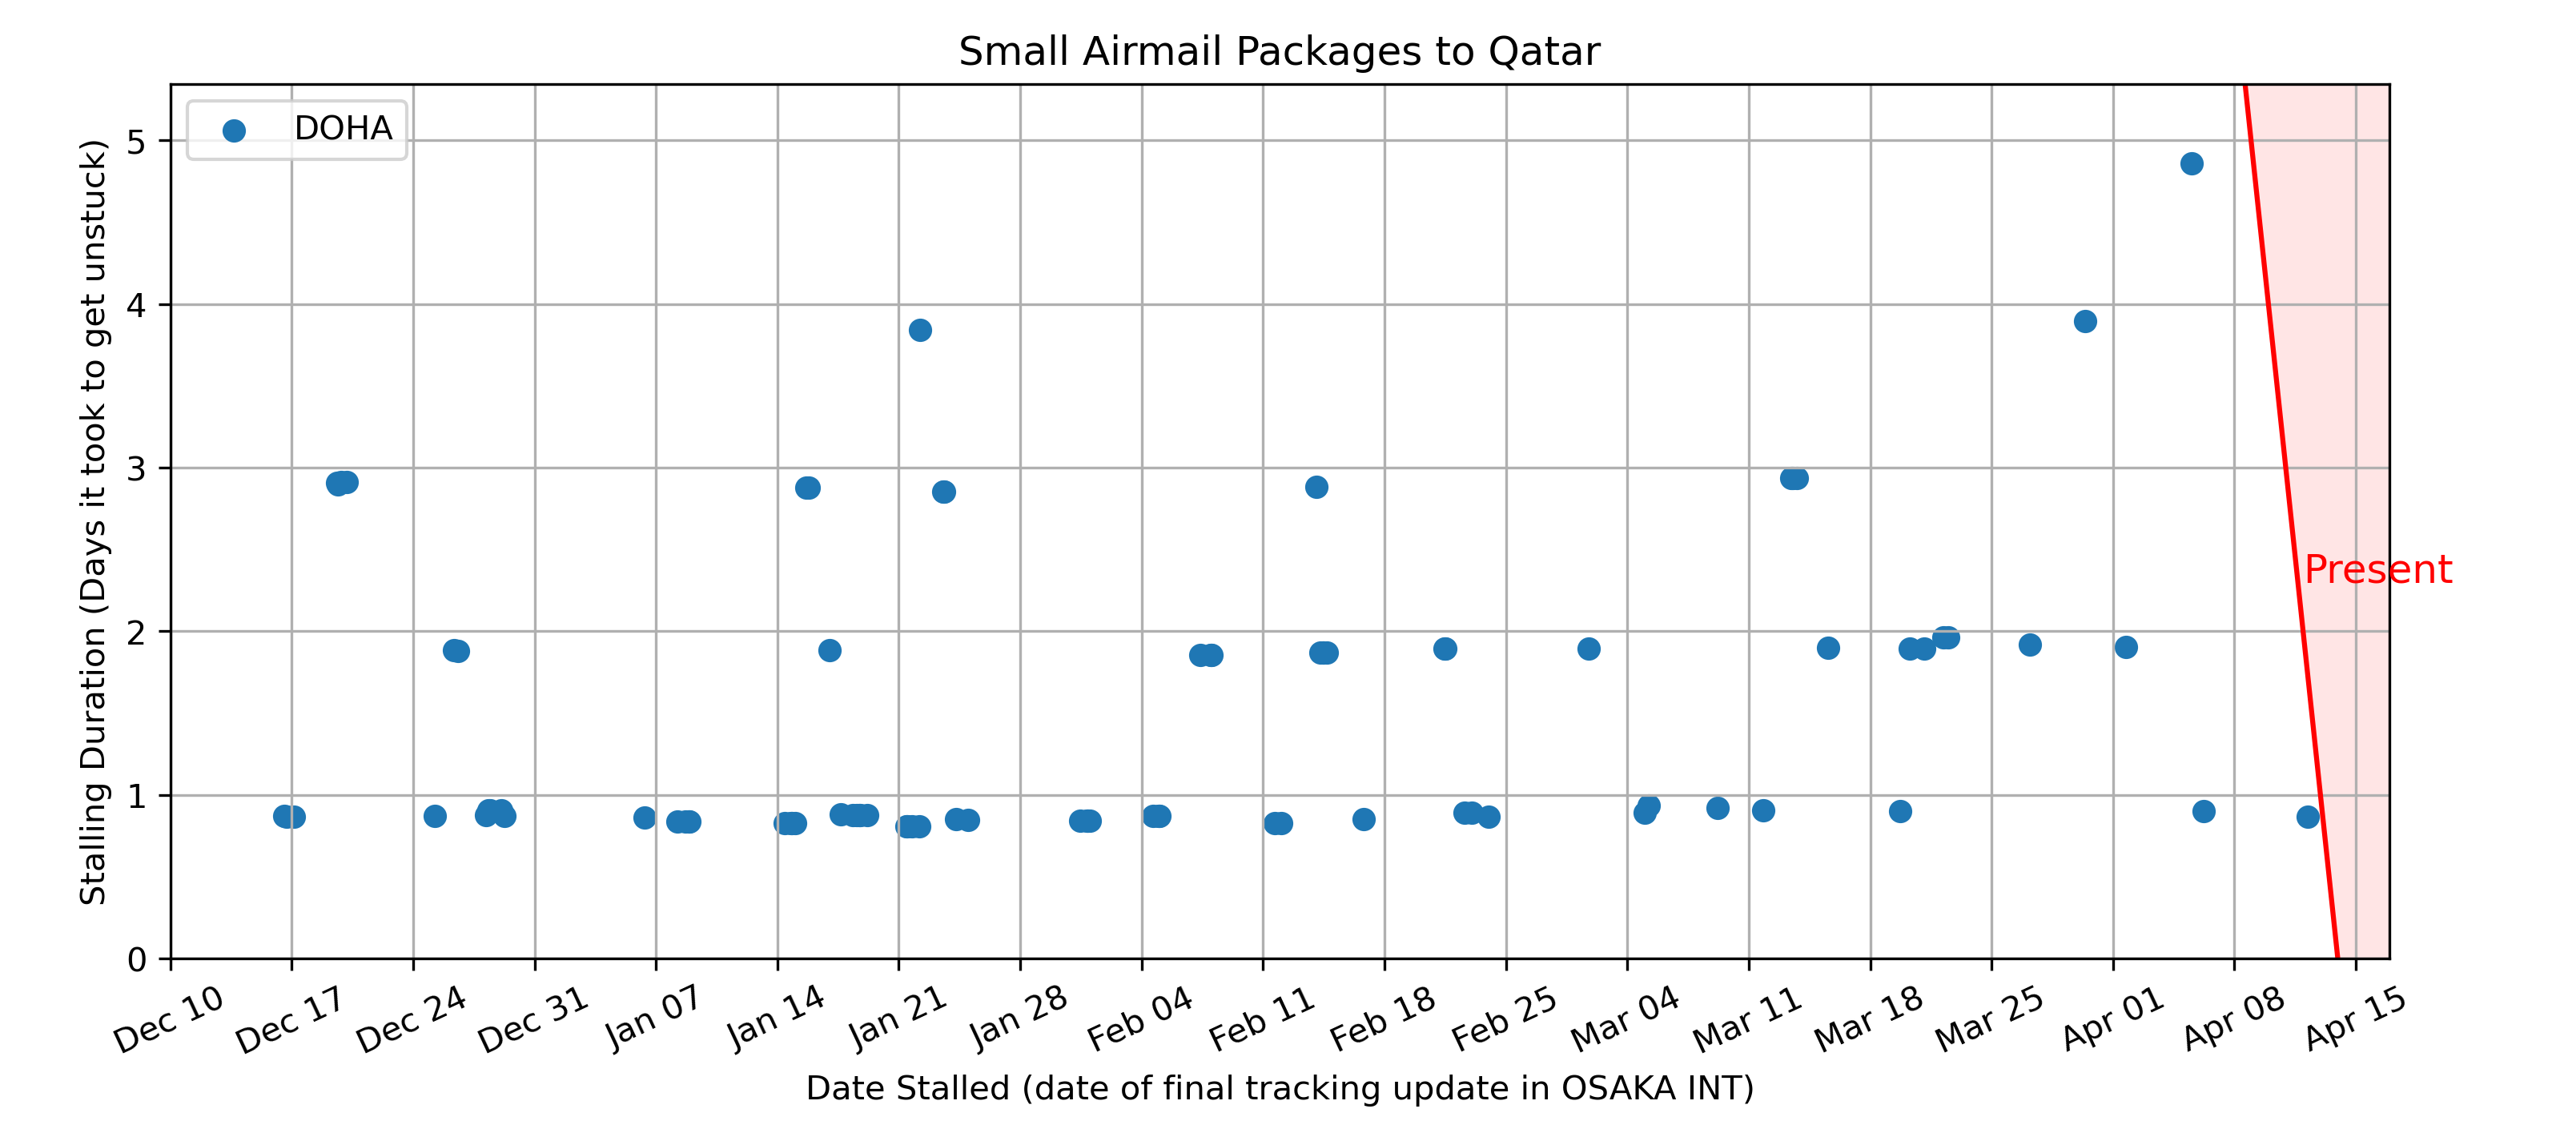 Small Airmail Packages to Qatar
DOHA
Stalling Duration (Days it took to get unstuck)
5
4
3
2
1
0
Present
Dec 10
Dec 17
Dec 24
Dec 31
Jan 07
Jan 14
Jan 21
Jan 28
Feb 04
Feb 11
Feb 18
Feb 25
Mar 04
Mar 11
Mar 18
Mar 25
Apr 01
Apr 08
Apr 15
Date Stalled (date of final tracking update in OSAKA INT)